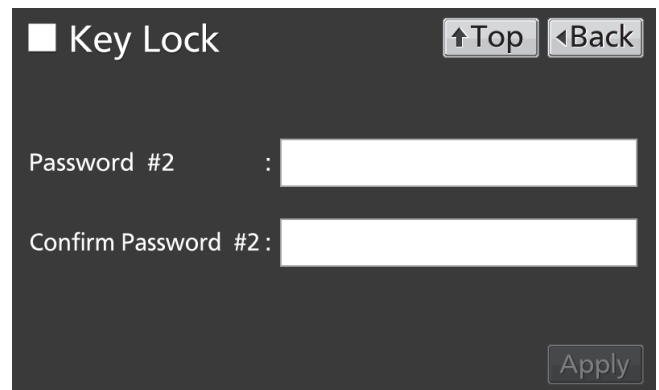 Key Lock
↑Top
◂Back
Password #2 :
Confirm Password #2 :
Apply